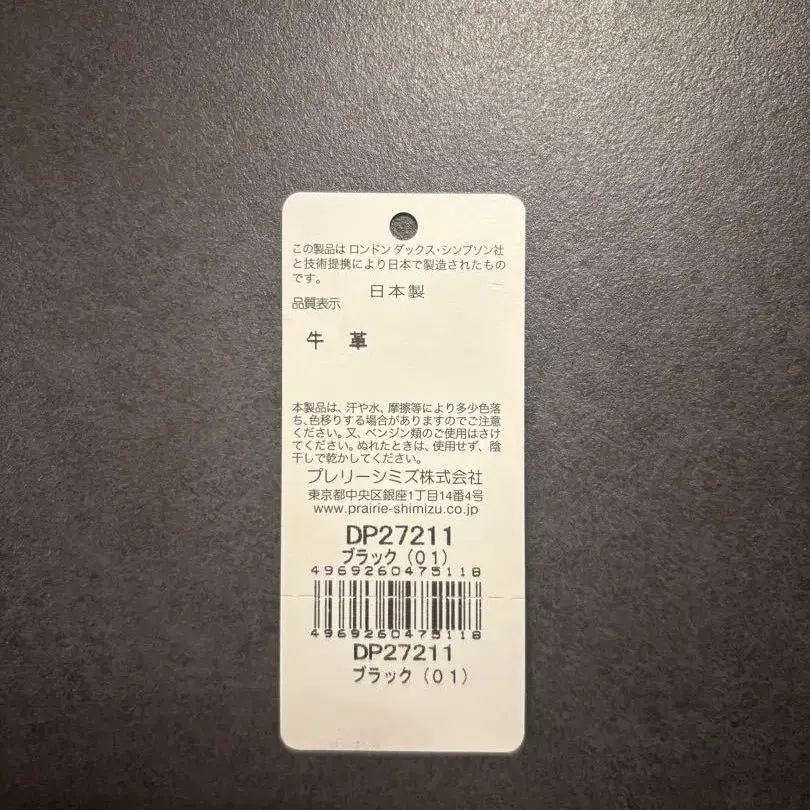 この製品は ロンドン ダックス・シンプソン社
と技術提携により日本で製造されたもの
です。
日本製
品質表示
牛 革
本製品は、汗や水、摩擦等により多少色落
ち、色移りする場合がありますのでご注意
ください。又、ベンジン類のご使用はさけ
てください。ぬれたときは、使用せず、陰
干しで乾かしてください。
プレリーシミズ株式会社
東京都中央区銀座1丁目14番4号
www.prairie-shimizu.co.jp
DP27211
ブラック（01）
4969260475118
4969260475118
DP27211
ブラック（01）